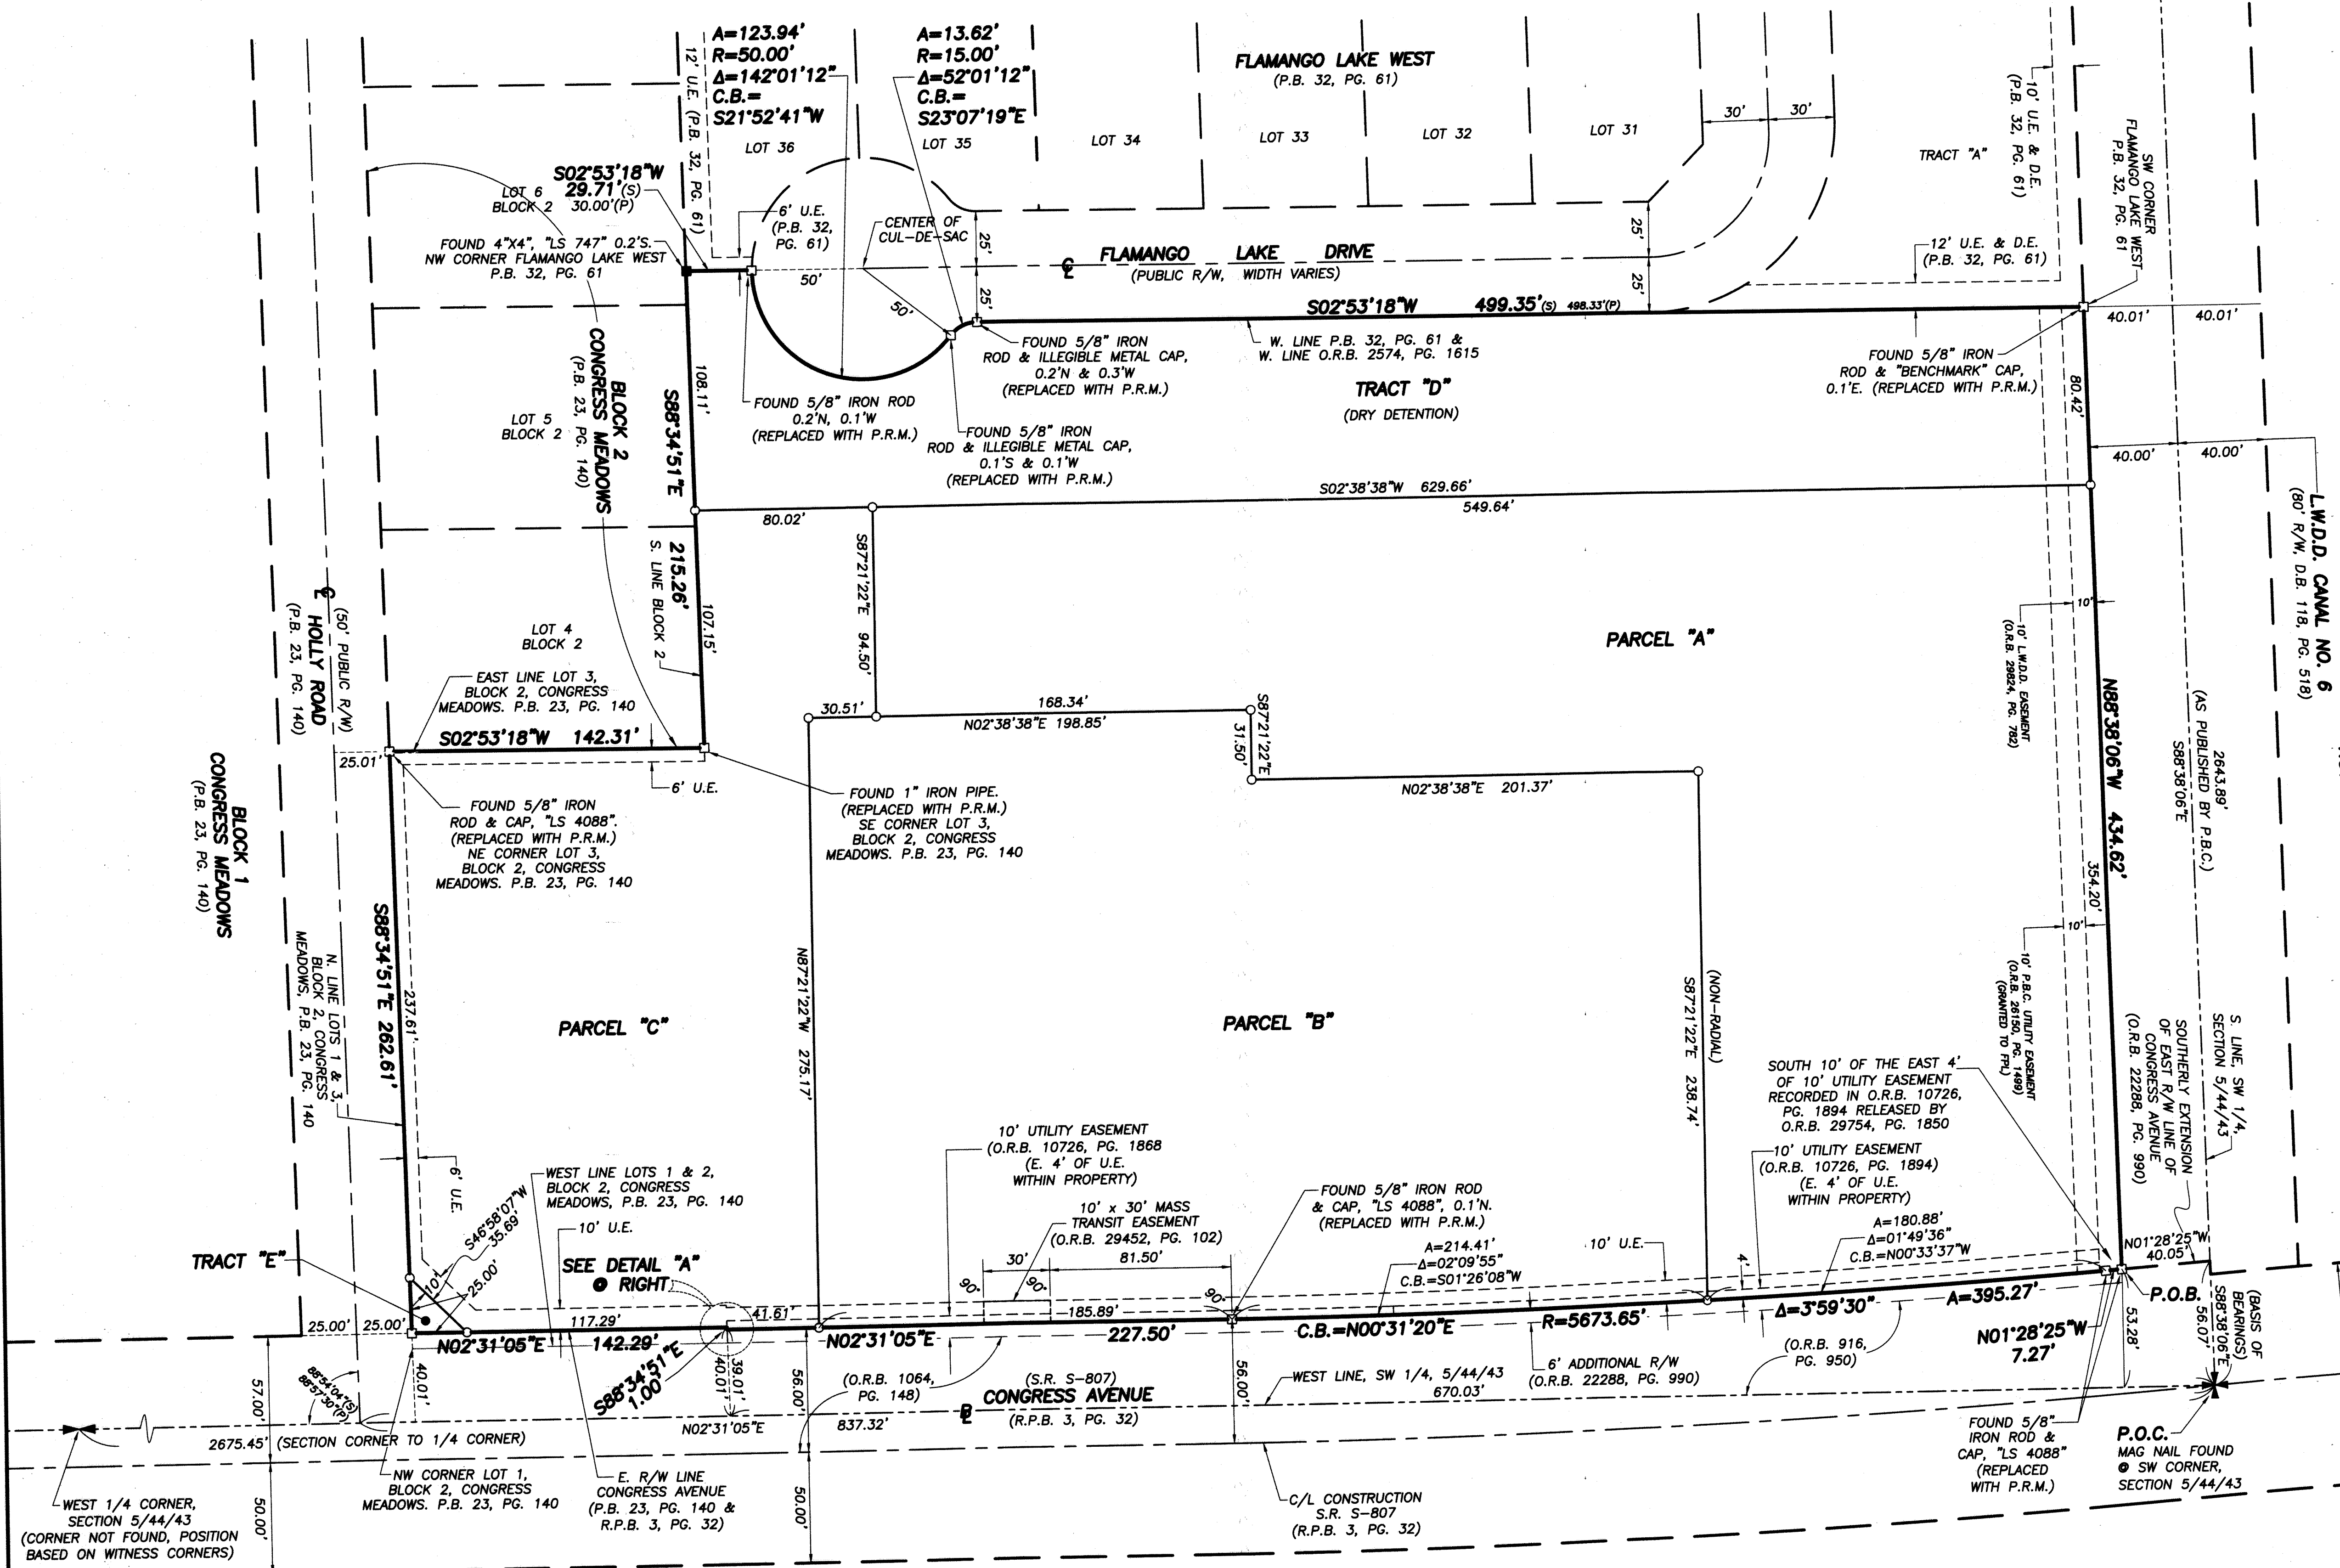 A=123.94'
R=50.00'
Δ=142°01'12"
C.B.=
S21°52'41"W
A=13.62'
R=15.00'
Δ=52°01'12"
C.B.=
S23°07'19"E
FLAMANGO LAKE WEST
(P.B. 32, PG. 61)
12' U.E. (P.B. 32, PG. 61)
LOT 36
LOT 35
LOT 34
LOT 33
LOT 32
LOT 31
30'
30'
TRACT "A"
10' U.E. & D.E.
(P.B. 32, PG. 61)
SW CORNER
FLAMANGO LAKE WEST
P.B. 32, PG. 61
S02°53'18"W
29.71'(S)
30.00'(P)
LOT 6
BLOCK 2
6' U.E.
(P.B. 32,
PG. 61)
CENTER OF
CUL-DE-SAC
25'
25'
25'
25'
FOUND 4"X4", "LS 747" 0.2'S.
NW CORNER FLAMANGO LAKE WEST
P.B. 32, PG. 61
50'
50'
℄ FLAMANGO LAKE DRIVE
(PUBLIC R/W, WIDTH VARIES)
12' U.E. & D.E.
(P.B. 32, PG. 61)
S02°53'18"W 499.35'(S) 498.33'(P)
40.01'
40.01'
FOUND 5/8" IRON
ROD & ILLEGIBLE METAL CAP,
0.2'N & 0.3'W
(REPLACED WITH P.R.M.)
W. LINE P.B. 32, PG. 61 &
W. LINE O.R.B. 2574, PG. 1615
TRACT "D"
(DRY DETENTION)
FOUND 5/8" IRON
ROD & "BENCHMARK" CAP,
0.1'E. (REPLACED WITH P.R.M.)
80.42'
BLOCK 2
CONGRESS MEADOWS
(P.B. 23, PG. 140)
108.11'
S88°34'51"E
215.26'
S. LINE BLOCK 2
107.15'
FOUND 5/8" IRON ROD
0.2'N, 0.1'W
(REPLACED WITH P.R.M.)
FOUND 5/8" IRON
ROD & ILLEGIBLE METAL CAP,
0.1'S & 0.1'W
(REPLACED WITH P.R.M.)
LOT 5
BLOCK 2
40.00'
40.00'
L.W.D.D. CANAL NO. 6
(80' R/W, D.B. 118, PG. 518)
S02°38'38"W 629.66'
80.02'
549.64'
S87°21'22"E 94.50'
PARCEL "A"
10'
10' L.W.D.D. EASEMENT
(O.R.B. 29824, PG. 782)
℄ HOLLY ROAD
(50' PUBLIC R/W)
(P.B. 23, PG. 140)
LOT 4
BLOCK 2
EAST LINE LOT 3,
BLOCK 2, CONGRESS
MEADOWS. P.B. 23, PG. 140
S02°53'18"W 142.31'
25.01'
6' U.E.
30.51'
168.34'
N02°38'38"E 198.85'
S87°21'22"E
31.50'
N02°38'38"E 201.37'
N88°38'06"W 434.62'
354.20'
2643.89'
(AS PUBLISHED BY P.B.C.)
S88°38'06"E
BLOCK 1
CONGRESS MEADOWS
(P.B. 23, PG. 140)
FOUND 5/8" IRON
ROD & CAP, "LS 4088".
(REPLACED WITH P.R.M.)
NE CORNER LOT 3,
BLOCK 2, CONGRESS
MEADOWS. P.B. 23, PG. 140
FOUND 1" IRON PIPE.
(REPLACED WITH P.R.M.)
SE CORNER LOT 3,
BLOCK 2, CONGRESS
MEADOWS. P.B. 23, PG. 140
S88°34'51"E 262.61'
237.61'
N. LINE LOTS 1 & 3,
BLOCK 2, CONGRESS
MEADOWS, P.B. 23, PG. 140
PARCEL "C"
N87°21'22"W 275.17'
PARCEL "B"
S87°21'22"E 238.74'
(NON-RADIAL)
10'
10' P.B.C. UTILITY EASEMENT
(O.R.B. 26150, PG. 1499)
(GRANTED TO FPL)
S. LINE, SW 1/4,
SECTION 5/44/43
SOUTHERLY EXTENSION
OF EAST R/W LINE OF
CONGRESS AVENUE
(O.R.B. 22288, PG. 990)
SOUTH 10' OF THE EAST 4'
OF 10' UTILITY EASEMENT
RECORDED IN O.R.B. 10726,
PG. 1894 RELEASED BY
O.R.B. 29754, PG. 1850
10' UTILITY EASEMENT
(O.R.B. 10726, PG. 1894)
(E. 4' OF U.E.
WITHIN PROPERTY)
10' UTILITY EASEMENT
(O.R.B. 10726, PG. 1868
(E. 4' OF U.E.
WITHIN PROPERTY)
6' U.E.
WEST LINE LOTS 1 & 2,
BLOCK 2, CONGRESS
MEADOWS, P.B. 23, PG. 140
10' U.E.
10' x 30' MASS
TRANSIT EASEMENT
(O.R.B. 29452, PG. 102)
FOUND 5/8" IRON ROD
& CAP, "LS 4088", 0.1'N.
(REPLACED WITH P.R.M.)
A=180.88'
Δ=01°49'36"
C.B.=N00°33'37"W
N01°28'25"W
40.05'
S46°58'07"W
35.69'
TRACT "E"
10'
25.00'
SEE DETAIL "A"
@ RIGHT
30'
81.50'
90°
90°
90°
A=214.41'
Δ=02°09'55"
C.B.=S01°26'08"W
10' U.E.
4'
P.O.B.
25.00'
25.00'
117.29'
41.61'
185.89'
N02°31'05"E 142.29'
N02°31'05"E 227.50'
C.B.=N00°31'20"E R=5673.65' Δ=3°59'30" A=395.27'
N01°28'25"W
7.27'
53.28'
S88°38'06"E
56.07'
(BASIS OF
BEARINGS)
88°54'04"(S)
88°57'30"(P)
40.01'
S88°34'51"E
1.00'
39.01'
40.01'
56.00'
56.00'
57.00'
(O.R.B. 1064,
PG. 148)
(S.R. S-807)
CONGRESS AVENUE
(R.P.B. 3, PG. 32)
WEST LINE, SW 1/4, 5/44/43
670.03'
6' ADDITIONAL R/W
(O.R.B. 22288, PG. 990)
(O.R.B. 916,
PG. 950)
N02°31'05"E
837.32'
2675.45' (SECTION CORNER TO 1/4 CORNER)
WEST 1/4 CORNER,
SECTION 5/44/43
(CORNER NOT FOUND, POSITION
BASED ON WITNESS CORNERS)
50.00'
NW CORNER LOT 1,
BLOCK 2, CONGRESS
MEADOWS. P.B. 23, PG. 140
E. R/W LINE
CONGRESS AVENUE
(P.B. 23, PG. 140 &
R.P.B. 3, PG. 32)
50.00'
C/L CONSTRUCTION
S.R. S-807
(R.P.B. 3, PG. 32)
FOUND 5/8"
IRON ROD &
CAP, "LS 4088"
(REPLACED
WITH P.R.M.)
P.O.C.
MAG NAIL FOUND
@ SW CORNER,
SECTION 5/44/43